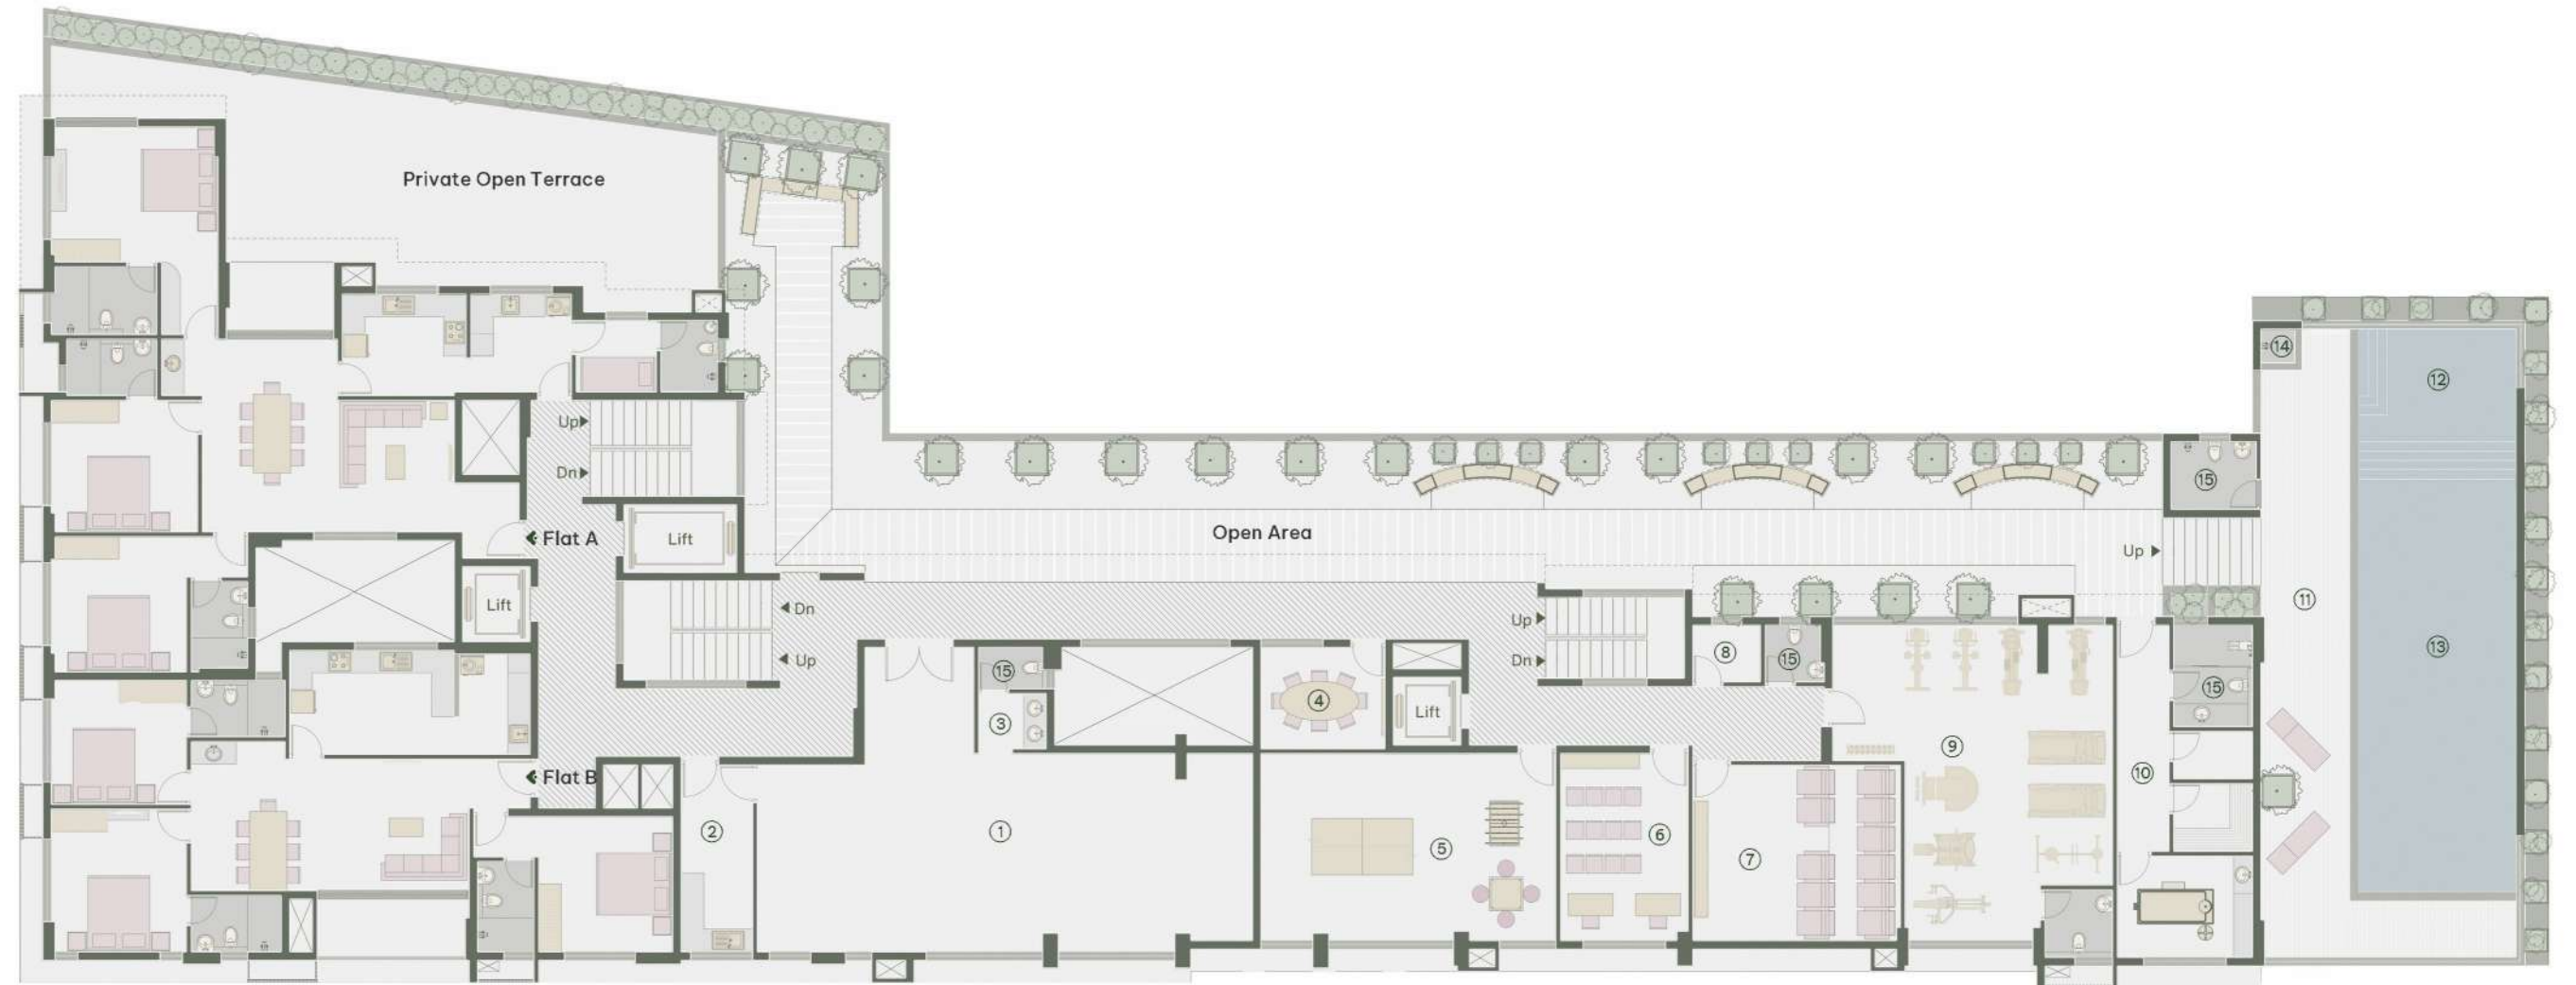 Private Open Terrace
Up
Dn
Flat A
Lift
Lift
Open Area
Dn
Up
Up
Dn
Up
Flat B
Lift
1
2
3
15
4
5
6
7
8
15
9
10
15
15
11
12
13
14